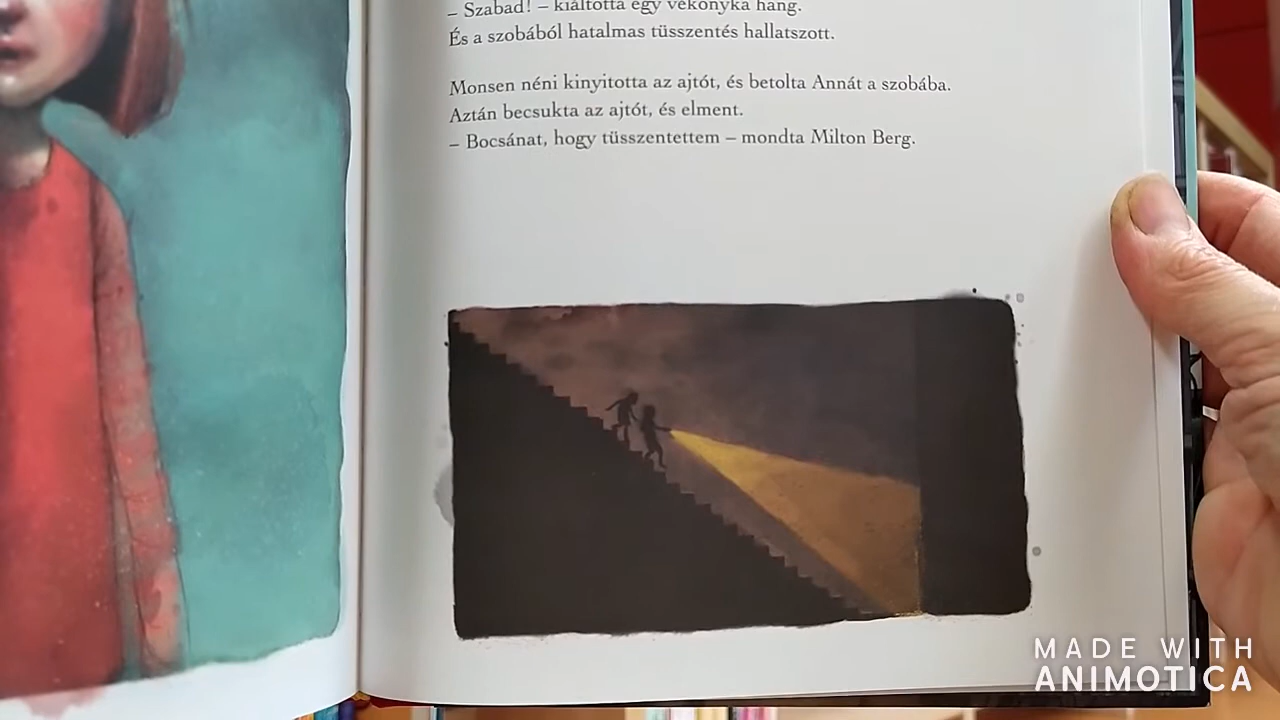 – Szabad! – kiáltotta egy vékonyka hang.
És a szobából hatalmas tüsszentés hallatszott.
Monsen néni kinyitotta az ajtót, és betolta Annát a szobába.
Aztán becsukta az ajtót, és elment.
– Bocsánat, hogy tüsszentettem – mondta Milton Berg.
MADE WITH
ANIMOTICA